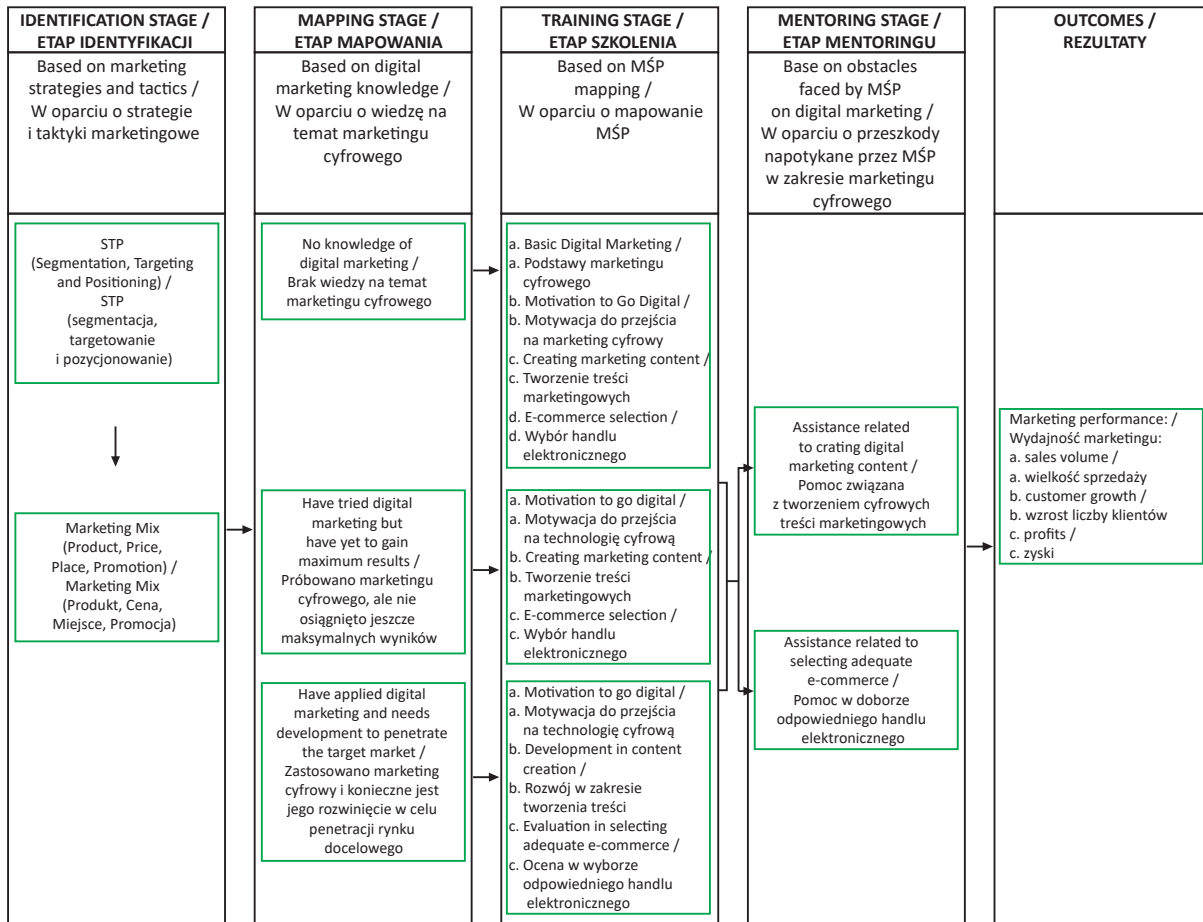 IDENTIFICATION STAGE /
ETAP IDENTYFIKACJI
Based on marketing
strategies and tactics /
W oparciu o strategie
i taktyki marketingowe
STP
(Segmentation, Targeting
and Positioning) /
STP
(segmentacja,
targetowanie
i pozycjonowanie)
Marketing Mix
(Product, Price,
Place, Promotion) /
Marketing Mix
(Produkt, Cena,
Miejsce, Promocja)
MAPPING STAGE /
ETAP MAPOWANIA
Based on digital
marketing knowledge /
W oparciu o wiedzę na
temat marketingu
cyfrowego
No knowledge of
digital marketing /
Brak wiedzy na temat
marketingu cyfrowego
Have tried digital
marketing but
have yet to gain
maximum results /
Próbowano marketingu
cyfrowego, ale nie
osiągnięto jeszcze
maksymalnych wyników
Have applied digital
marketing and needs
development to penetrate
the target market /
Zastosowano marketing
cyfrowy i konieczne jest
jego rozwinięcie w celu
penetracji rynku
docelowego
TRAINING STAGE /
ETAP SZKOLENIA
Based on MŚP
mapping /
W oparciu o mapowanie
MŚP
a. Basic Digital Marketing /
a. Podstawy marketingu
cyfrowego
b. Motivation to Go Digital /
b. Motywacja do przejścia
na marketing cyfrowy
c. Creating marketing content /
c. Tworzenie treści
marketingowych
d. E-commerce selection /
d. Wybór handlu
elektronicznego
a. Motivation to go digital /
a. Motywacja do przejścia
na technologię cyfrową
b. Creating marketing content /
b. Tworzenie treści
marketingowych
c. E-commerce selection /
c. Wybór handlu
elektronicznego
a. Motivation to go digital /
a. Motywacja do przejścia
na technologię cyfrową
b. Development in content
creation /
b. Rozwój w zakresie
tworzenia treści
c. Evaluation in selecting
adequate e-commerce /
c. Ocena w wyborze
odpowiedniego handlu
elektronicznego
MENTORING STAGE /
ETAP MENTORINGU
Base on obstacles
faced by MŚP
on digital marketing /
W oparciu o przeszkody
napotykane przez MŚP
w zakresie marketingu
cyfrowego
Assistance related
to crating digital
marketing content /
Pomoc związana
z tworzeniem cyfrowych
treści marketingowych
Assistance related to
selecting adequate
e-commerce /
Pomoc w doborze
odpowiedniego handlu
elektronicznego
OUTCOMES /
REZULTATY
Marketing performance: /
Wydajność marketingu:
a. sales volume /
a. wielkość sprzedaży
b. customer growth /
b. wzrost liczby klientów
c. profits /
c. zyski